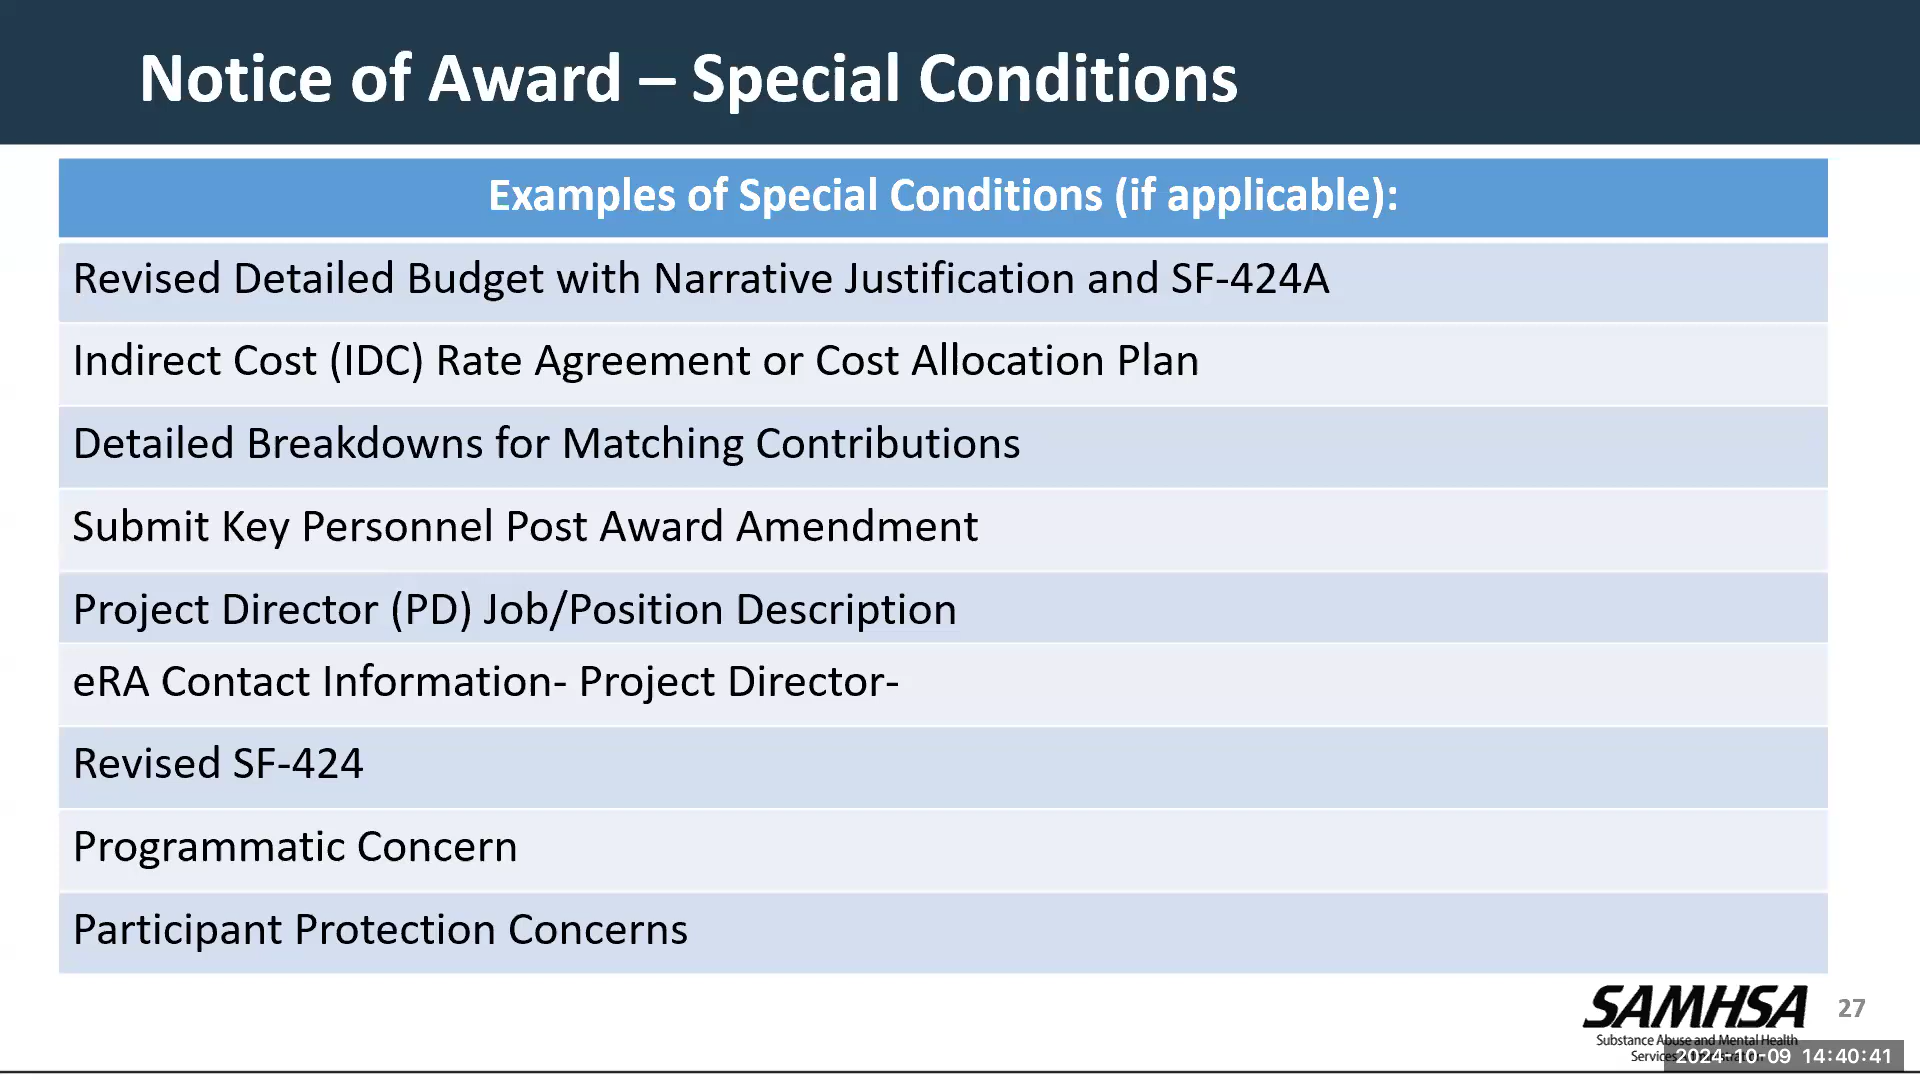 Notice of Award – Special Conditions
Examples of Special Conditions (if applicable):
Revised Detailed Budget with Narrative Justification and SF-424A
Indirect Cost (IDC) Rate Agreement or Cost Allocation Plan
Detailed Breakdowns for Matching Contributions
Submit Key Personnel Post Award Amendment
Project Director (PD) Job/Position Description
eRA Contact Information- Project Director-
Revised SF-424
Programmatic Concern
Participant Protection Concerns
SAMHSA
27
Substance Abuse and Mental Health
Services
2024-10-09 14:40:41